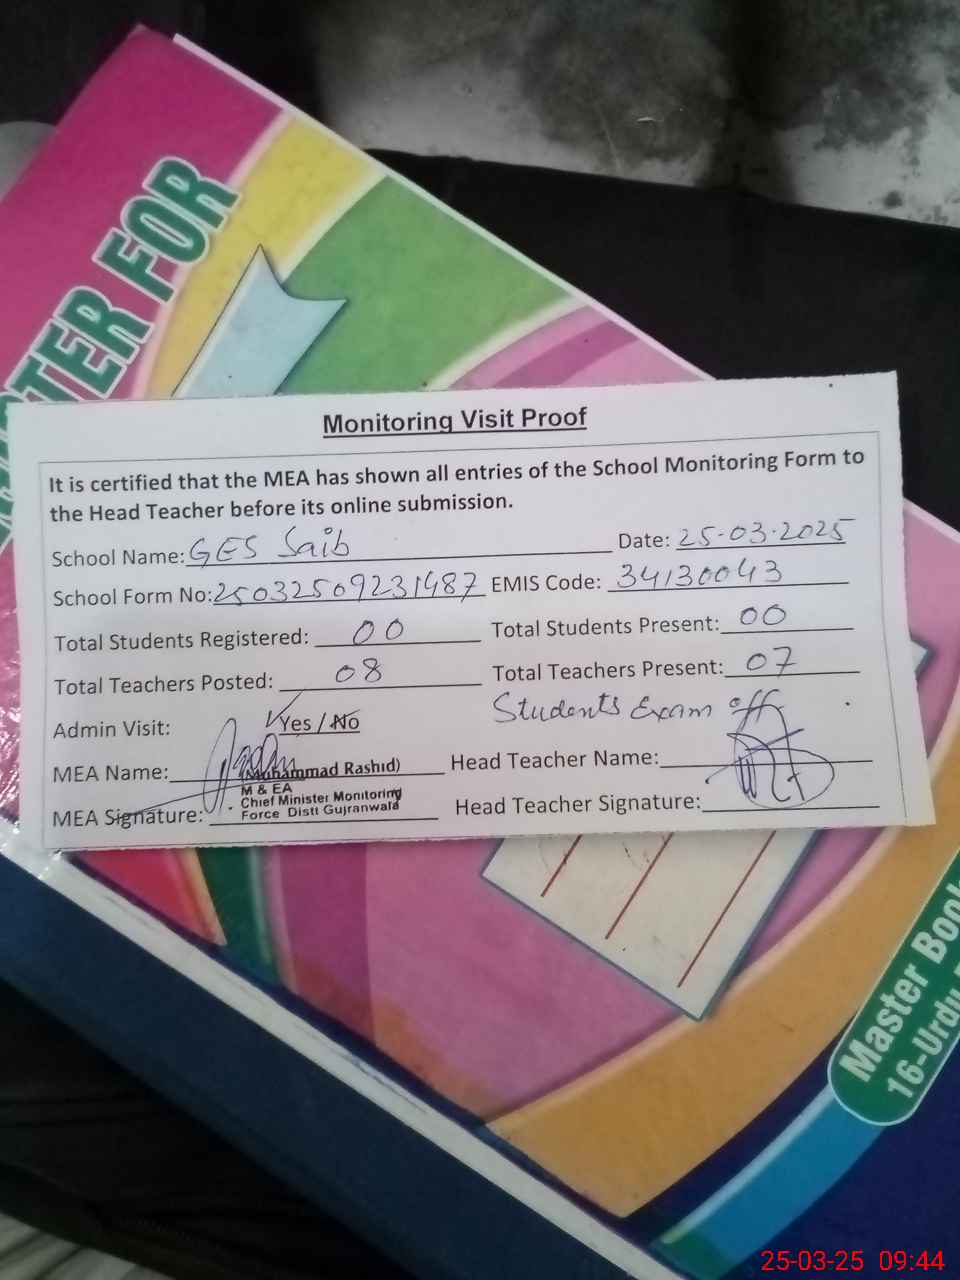 TER FOR
Monitoring Visit Proof
It is certified that the MEA has shown all entries of the School Monitoring Form to
the Head Teacher before its online submission.
School Name: GES Saib Date: 25-03-2025
School Form No: 25032509231487 EMIS Code: 34130043
Total Students Registered: 00 Total Students Present: 00
Total Teachers Posted: 08 Total Teachers Present: 07
Admin Visit: Yes / No Students Exam off
MEA Name: (Muhammad Rashid) Head Teacher Name:
M & EA
Chief Minister Monitoring
MEA Signature: Force Distt Gujranwala Head Teacher Signature:
Master Book
16-Urdu
25-03-25 09:44